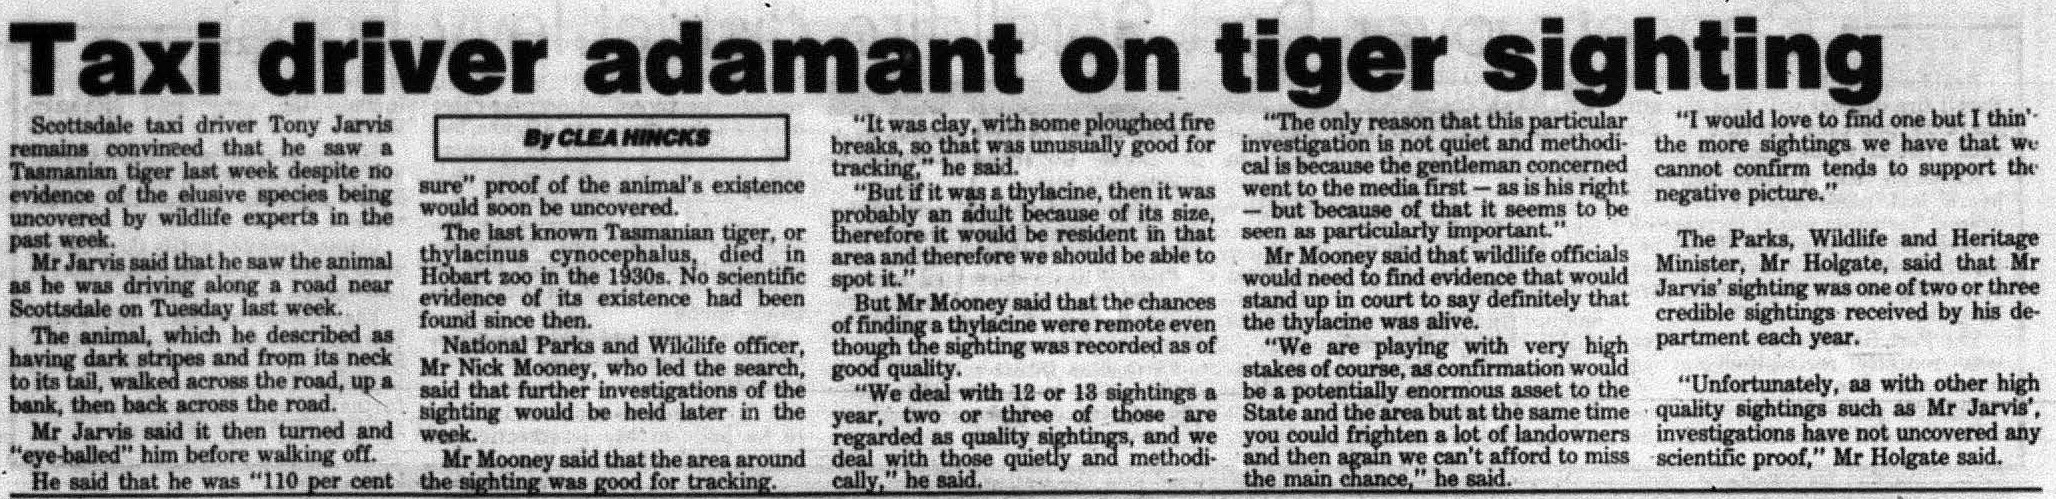 Taxi driver adamant on tiger sighting
Scottsdale taxi driver Tony Jarvis
remains convinced that he saw a
Tasmanian tiger last week despite no
evidence of the elusive species being
uncovered by wildlife experts in the
past week.
Mr Jarvis said that he saw the animal
as he was driving along a road near
Scottsdale on Tuesday last week.
The animal, which he described as
having dark stripes and from its neck
to its tail, walked across the road, up a
bank, then back across the road.
Mr Jarvis said it then turned and
"eye-balled" him before walking off.
He said that he was "110 per cent
By CLEA HINCKS
sure" proof of the animal's existence
would soon be uncovered.
The last known Tasmanian tiger, or
thylacinus cynocephalus, died in
Hobart zoo in the 1930s. No scientific
evidence of its existence had been
found since then.
National Parks and Wildlife officer,
Mr Nick Mooney, who led the search,
said that further investigations of the
sighting would be held later in the
week.
Mr Mooney said that the area around
the sighting was good for tracking.
"It was clay, with some ploughed fire
breaks, so that was unusually good for
tracking," he said.
"But if it was a thylacine, then it was
probably an adult because of its size,
therefore it would be resident in that
area and therefore we should be able to
spot it."
But Mr Mooney said that the chances
of finding a thylacine were remote even
though the sighting was recorded as of
good quality.
"We deal with 12 or 13 sightings a
year, two or three of those are
regarded as quality sightings, and we
deal with those quietly and methodi-
cally," he said.
"The only reason that this particular
investigation is not quiet and methodi-
cal is because the gentleman concerned
went to the media first — as is his right
— but because of that it seems to be
seen as particularly important."
Mr Mooney said that wildlife officials
would need to find evidence that would
stand up in court to say definitely that
the thylacine was alive.
"We are playing with very high
stakes of course, as confirmation would
be a potentially enormous asset to the
State and the area but at the same time
you could frighten a lot of landowners
and then again we can't afford to miss
the main chance," he said.
"I would love to find one but I thin
the more sightings we have that we
cannot confirm tends to support the
negative picture."
The Parks, Wildlife and Heritage
Minister, Mr Holgate, said that Mr
Jarvis' sighting was one of two or three
credible sightings received by his de-
partment each year.
"Unfortunately, as with other high
quality sightings such as Mr Jarvis',
investigations have not uncovered any
scientific proof," Mr Holgate said.